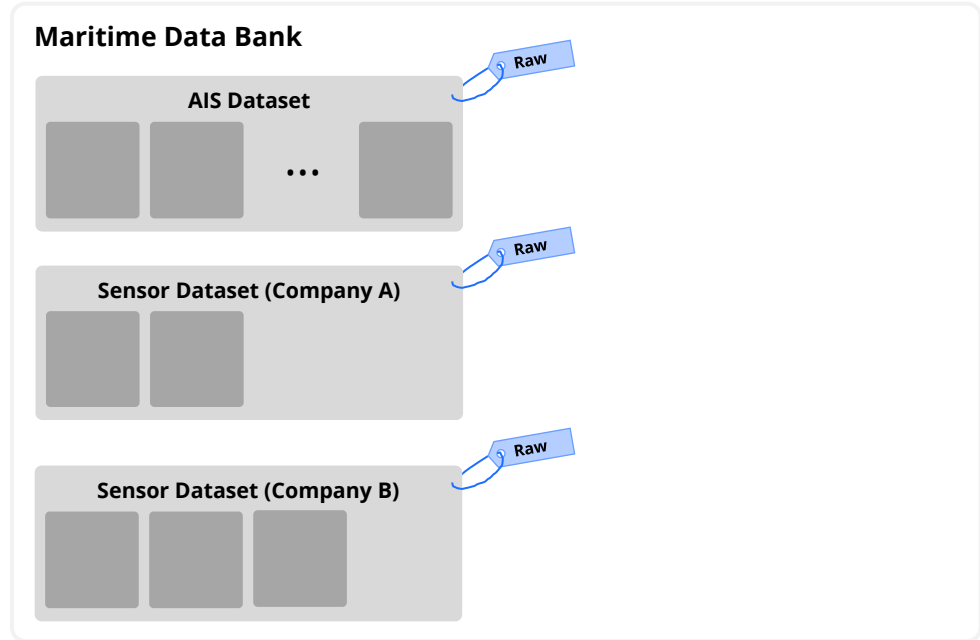 Maritime Data Bank
Raw
AIS Dataset
...
Raw
Sensor Dataset (Company A)
Raw
Sensor Dataset (Company B)